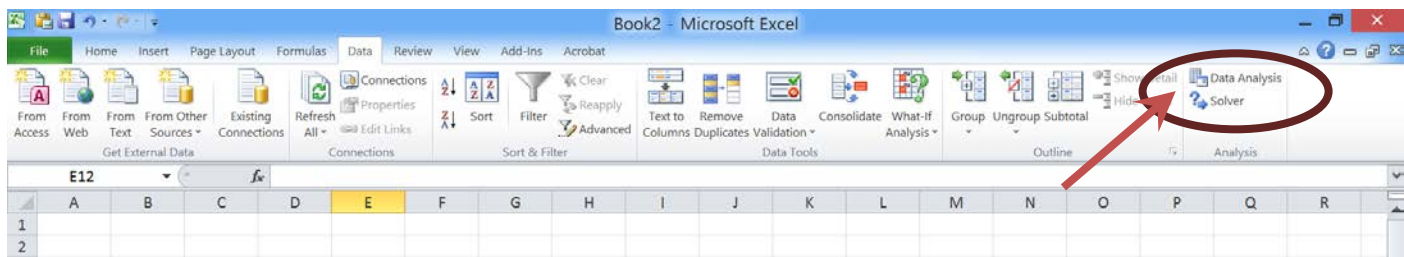 Book2 - Microsoft Excel
File Home Insert Page Layout Formulas Data Review View Add-Ins Acrobat
From Access
From Web
From Text
From Other Sources
Existing Connections
Get External Data
Refresh All
Connections
Properties
Edit Links
Connections
Sort
Filter
Clear
Reapply
Advanced
Sort & Filter
Text to Columns
Remove Duplicates
Data Validation
Consolidate
What-If Analysis
Data Tools
Group
Ungroup
Subtotal
Show Detail
Hide
Outline
Data Analysis
Solver
Analysis
E12 fx
A B C D E F G H I J K L M N O P Q R
1
2